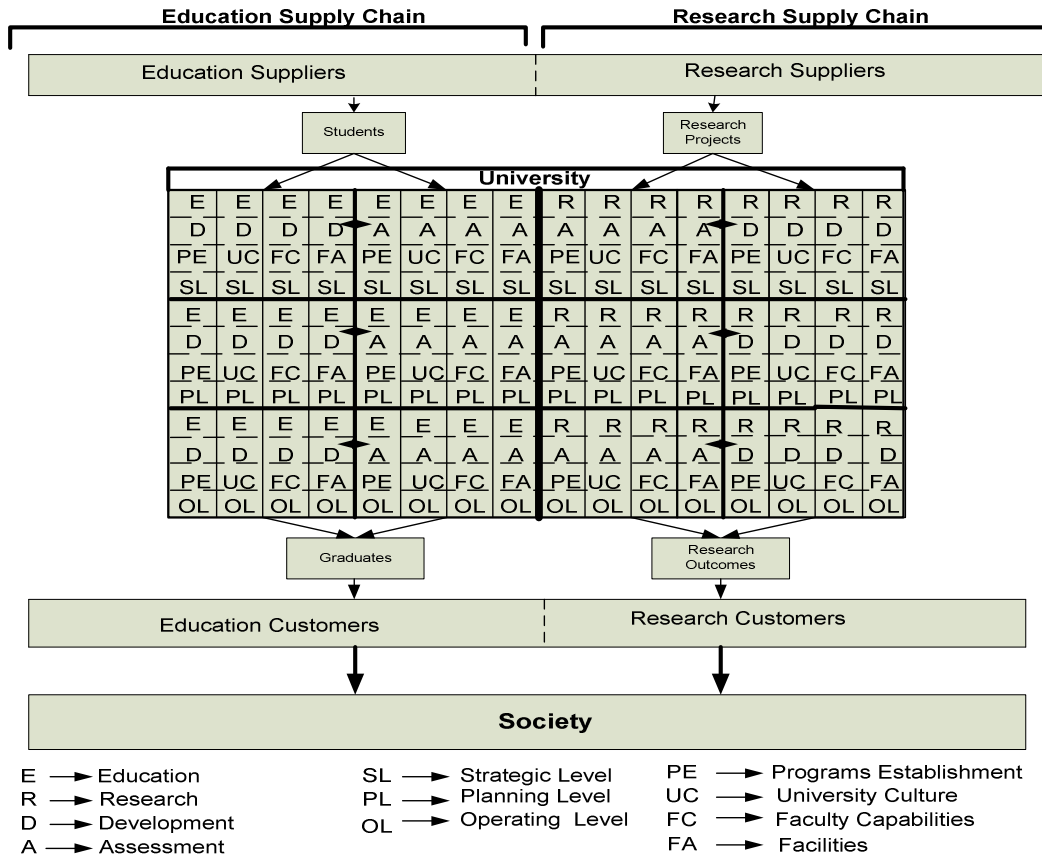 Education Supply Chain Research Supply Chain
Education Suppliers Research Suppliers
Students Research
Projects
University
E E E E E E E E R R R R R R R R
D D D D A A A A A A A A D D D D
PE UC FC FA PE UC FC FA PE UC FC FA PE UC FC FA
SL SL SL SL SL SL SL SL SL SL SL SL SL SL SL SL
E E E E E E E E R R R R R R R R
D D D D A A A A A A A A D D D D
PE UC FC FA PE UC FC FA PE UC FC FA PE UC FC FA
PL PL PL PL PL PL PL PL PL PL PL PL PL PL PL PL
E E E E E E E E R R R R R R R R
D D D D A A A A A A A A D D D D
PE UC FC FA PE UC FC FA PE UC FC FA PE UC FC FA
OL OL OL OL OL OL OL OL OL OL OL OL OL OL OL OL
Graduates Research
Outcomes
Education Customers Research Customers
Society
E Education
R Research
D Development
A Assessment
SL Strategic Level
PL Planning Level
OL Operating Level
PE Programs Establishment
UC University Culture
FC Faculty Capabilities
FA Facilities